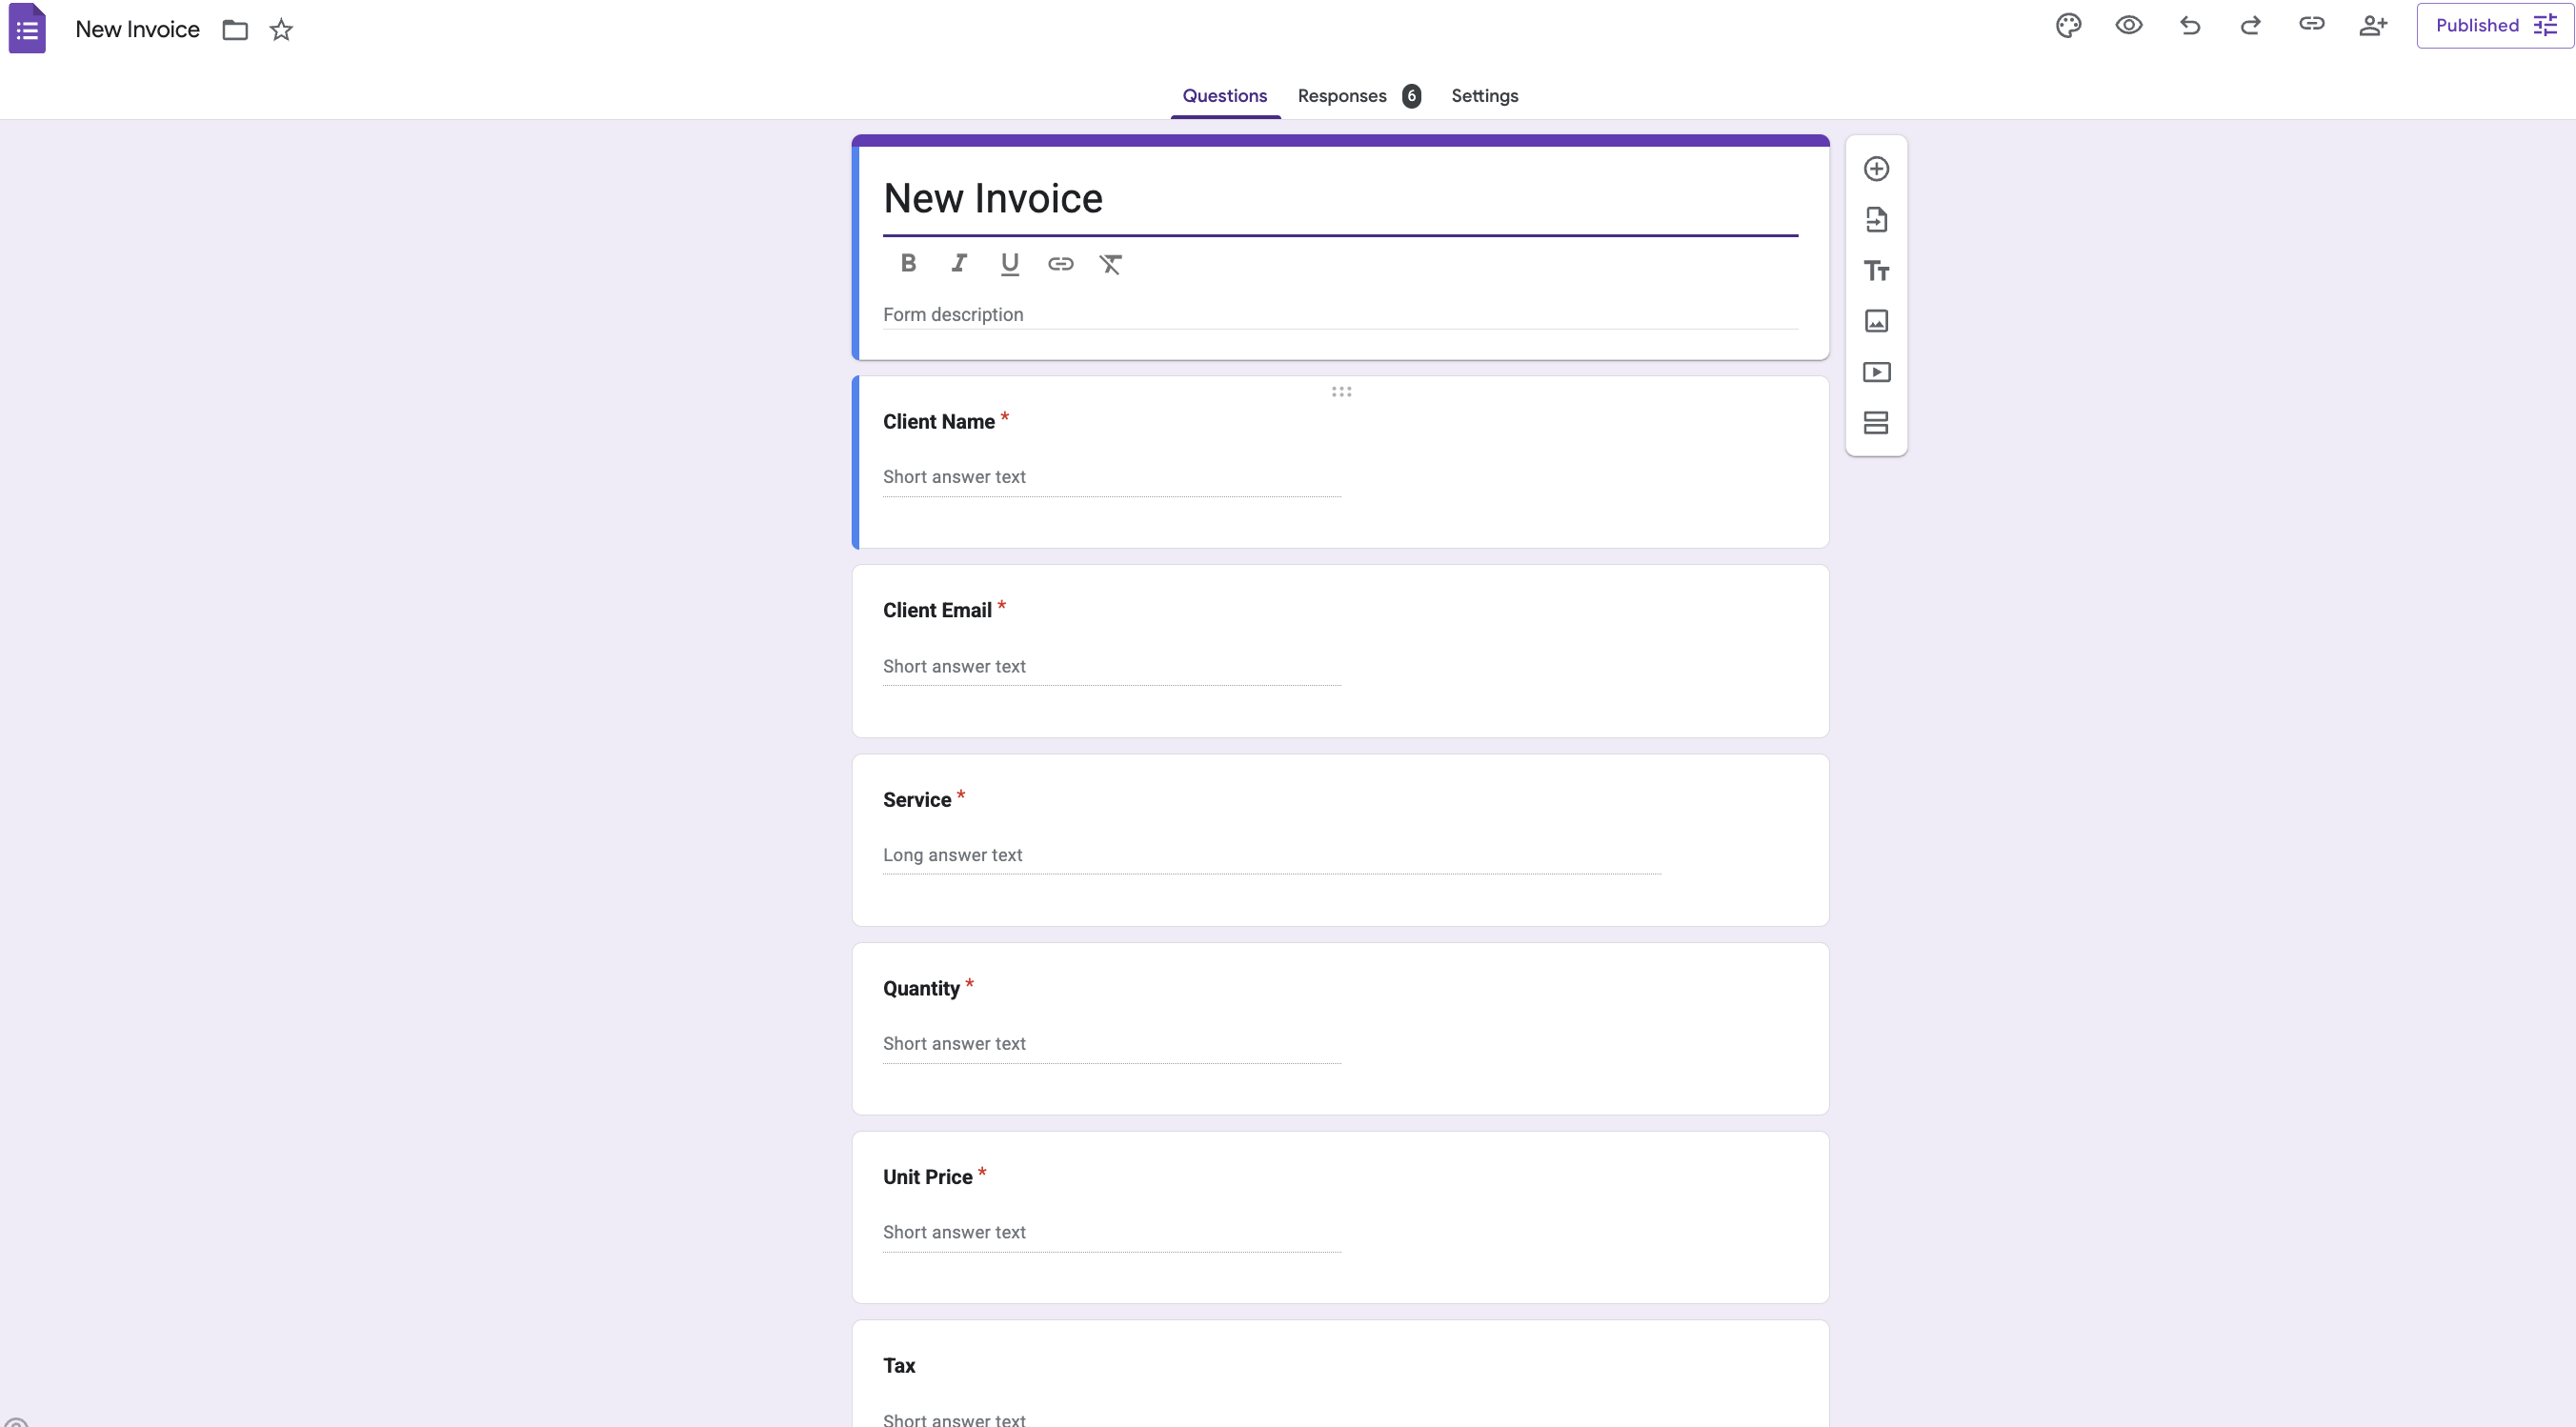 New Invoice
Published
Questions
Responses 6
Settings
New Invoice
B I U
Form description
Client Name *
Short answer text
Client Email *
Short answer text
Service *
Long answer text
Quantity *
Short answer text
Unit Price *
Short answer text
Tax
Short answer text